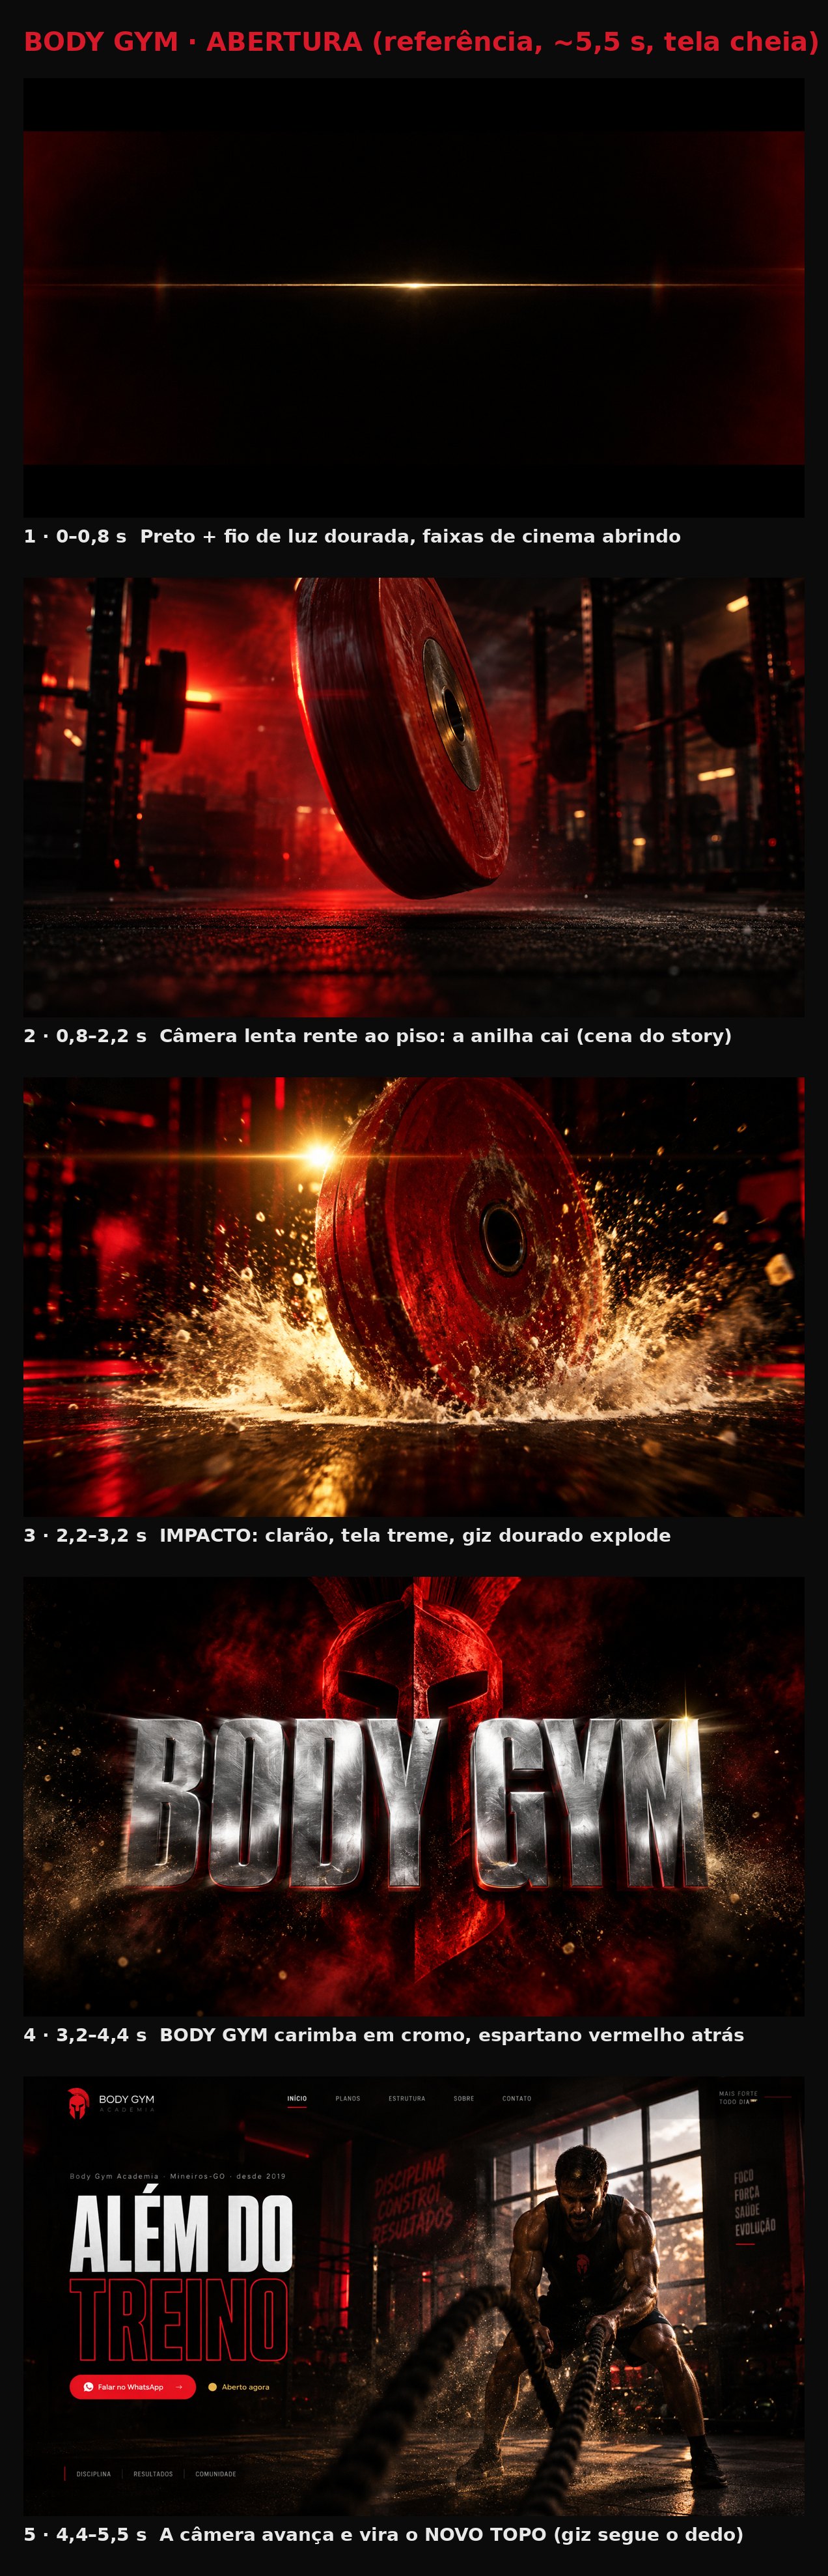 BODY GYM · ABERTURA (referência, ~5,5 s, tela cheia)
1 · 0–0,8 s  Preto + fio de luz dourada, faixas de cinema abrindo
2 · 0,8–2,2 s  Câmera lenta rente ao piso: a anilha cai (cena do story)
3 · 2,2–3,2 s  IMPACTO: clarão, tela treme, giz dourado explode
BODY GYM
4 · 3,2–4,4 s  BODY GYM carimba em cromo, espartano vermelho atrás
BODY GYM
ACADEMIA
INÍCIO
PLANOS
ESTRUTURA
SOBRE
CONTATO
MAIS FORTE
TODO DIA
Body Gym Academia · Mineiros-GO · desde 2019
ALÉM DO
TREINO
DISCIPLINA
CONSTROI
RESULTADOS
FOCO
FORÇA
SAÚDE
EVOLUÇÃO
Falar no WhatsApp →
Aberto agora
DISCIPLINA
RESULTADOS
COMUNIDADE
5 · 4,4–5,5 s  A câmera avança e vira o NOVO TOPO (giz segue o dedo)